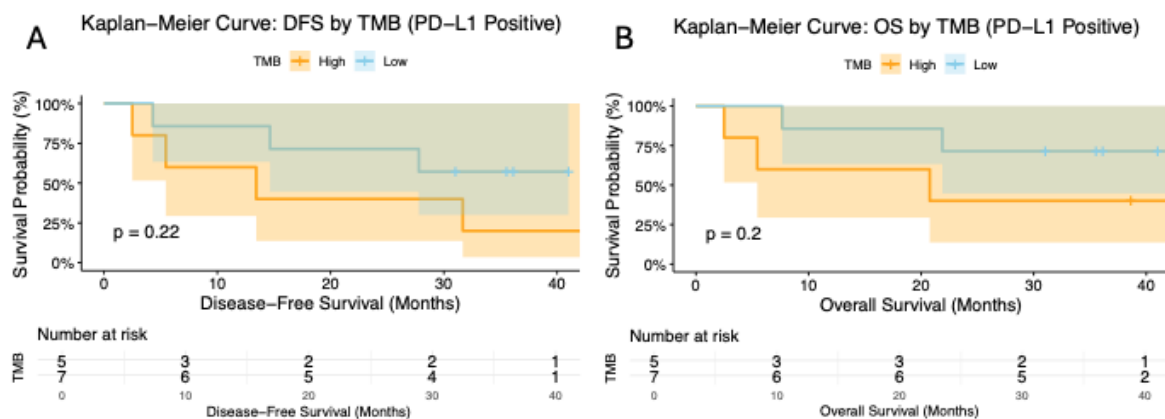 A
Kaplan−Meier Curve: DFS by TMB (PD−L1 Positive)
TMB High Low
Survival Probability (%)
100%
75%
50%
25%
0%
p = 0.22
0 10 20 30 40
Disease−Free Survival (Months)
Number at risk
TMB
5 3 2 2 1
7 6 5 4 1
0 10 20 30 40
Disease−Free Survival (Months)
B
Kaplan−Meier Curve: OS by TMB (PD−L1 Positive)
TMB High Low
Survival Probability (%)
100%
75%
50%
25%
0%
p = 0.2
0 10 20 30 40
Overall Survival (Months)
Number at risk
TMB
5 3 3 2 1
7 6 6 5 2
0 10 20 30 40
Overall Survival (Months)